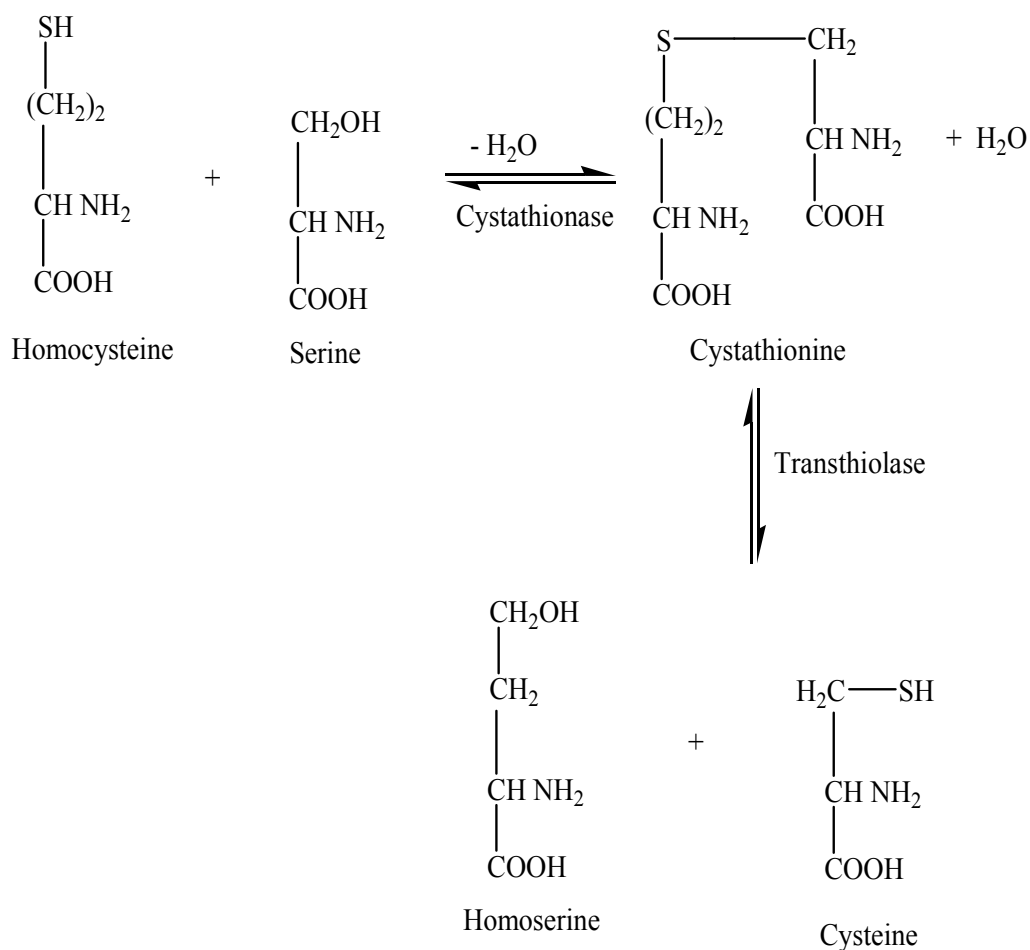 SH
(CH2)2
CH NH2
COOH
Homocysteine
+
CH2OH
CH NH2
COOH
Serine
- H2O
Cystathionase
S
CH2
(CH2)2
CH NH2
CH NH2
COOH
COOH
+ H2O
Cystathionine
Transthiolase
CH2OH
CH2
CH NH2
COOH
Homoserine
+
H2C SH
CH NH2
COOH
Cysteine